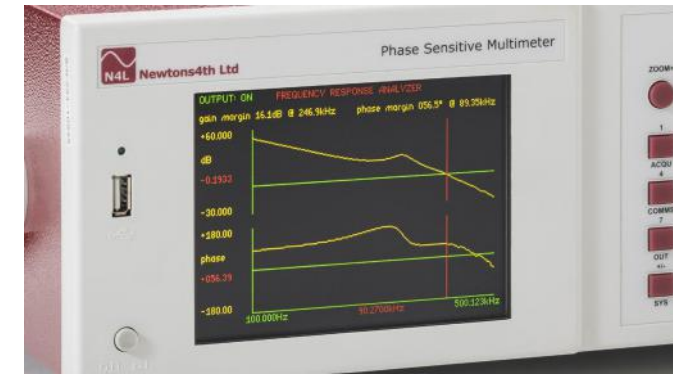 Phase Sensitive Multimeter
N4L Newtons4th Ltd
OUTPUT: ON FREQUENCY RESPONSE ANALYZER
gain margin 16.1dB @ 246.9kHz phase margin 056.5° @ 89.35kHz
+60.000
dB
-0.1933
-30.000
+180.00
phase
+056.39
-180.00
100.000Hz 90.2700kHz 500.123kHz
ZOOM+
1
ACQU
4
COMMS
7
OUT
+/-
SYS